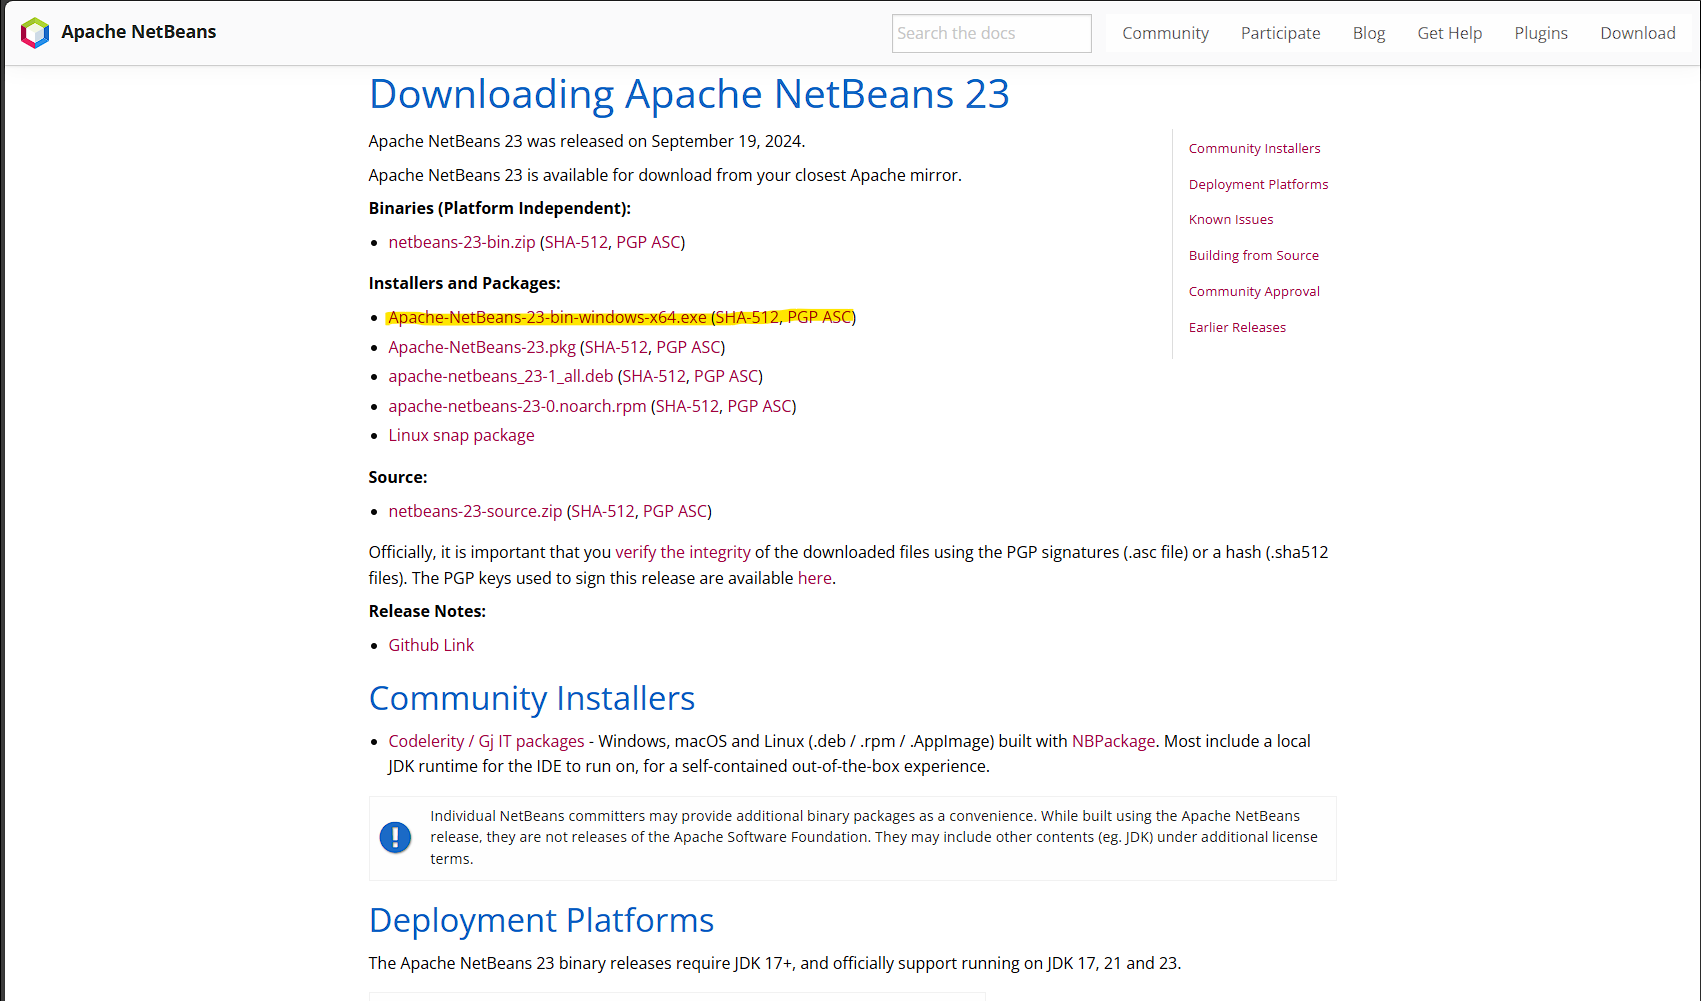 Apache NetBeans
Search the docs
Community
Participate
Blog
Get Help
Plugins
Download
Downloading Apache NetBeans 23
Apache NetBeans 23 was released on September 19, 2024.
Apache NetBeans 23 is available for download from your closest Apache mirror.
Binaries (Platform Independent):
netbeans-23-bin.zip (SHA-512, PGP ASC)
Installers and Packages:
Apache-NetBeans-23-bin-windows-x64.exe (SHA-512, PGP ASC)
Apache-NetBeans-23.pkg (SHA-512, PGP ASC)
apache-netbeans_23-1_all.deb (SHA-512, PGP ASC)
apache-netbeans-23-0.noarch.rpm (SHA-512, PGP ASC)
Linux snap package
Source:
netbeans-23-source.zip (SHA-512, PGP ASC)
Officially, it is important that you verify the integrity of the downloaded files using the PGP signatures (.asc file) or a hash (.sha512
files). The PGP keys used to sign this release are available here.
Release Notes:
Github Link
Community Installers
Codelerity / Gj IT packages - Windows, macOS and Linux (.deb / .rpm / .AppImage) built with NBPackage. Most include a local
JDK runtime for the IDE to run on, for a self-contained out-of-the-box experience.
Individual NetBeans committers may provide additional binary packages as a convenience. While built using the Apache NetBeans
release, they are not releases of the Apache Software Foundation. They may include other contents (eg. JDK) under additional license
terms.
Deployment Platforms
The Apache NetBeans 23 binary releases require JDK 17+, and officially support running on JDK 17, 21 and 23.
Community Installers
Deployment Platforms
Known Issues
Building from Source
Community Approval
Earlier Releases